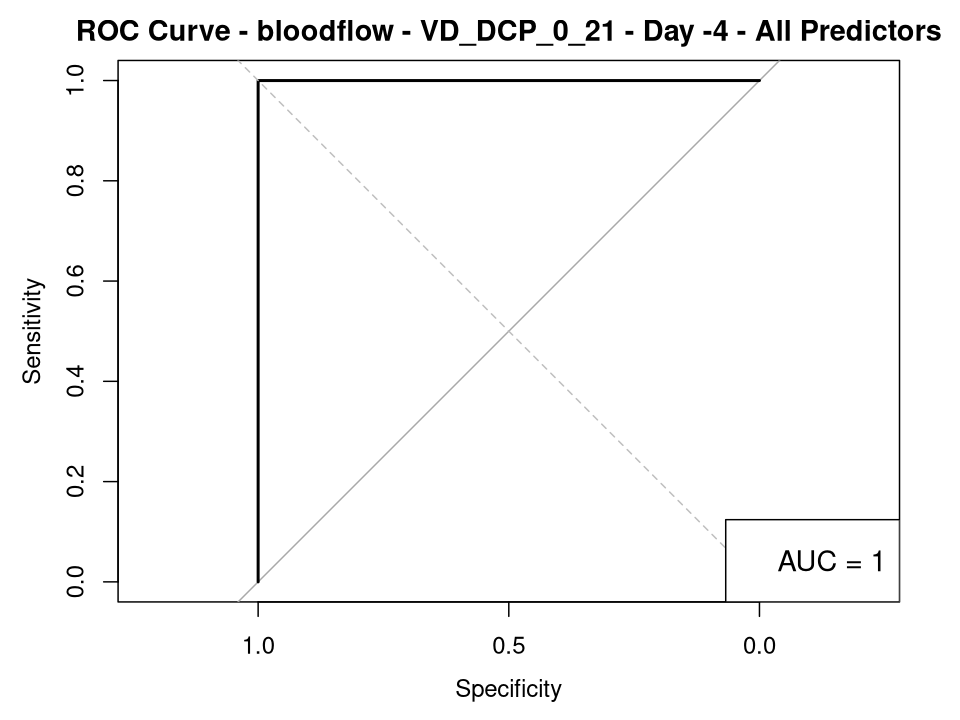 ROC Curve - bloodflow - VD_DCP_0_21 - Day -4 - All Predictors
Sensitivity
1.0
0.8
0.6
0.4
0.2
0.0
AUC = 1
1.0 0.5 0.0
Specificity